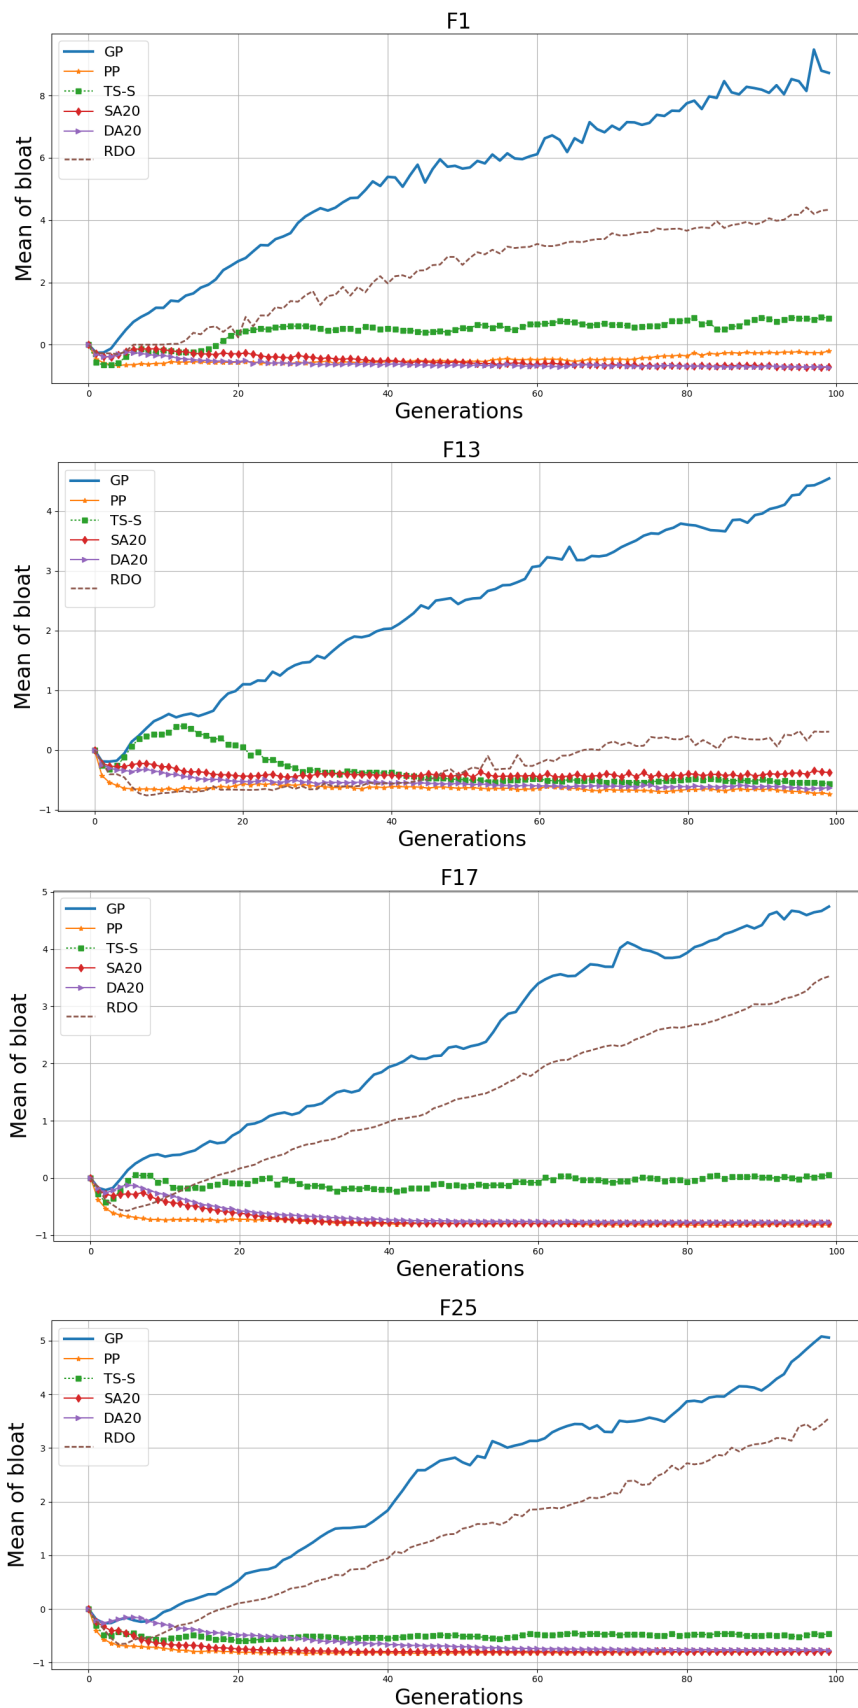 F1
GP
PP
TS-S
SA20
DA20
RDO
Mean of bloat
8
6
4
2
0
0 20 40 60 80 100
Generations
F13
GP
PP
TS-S
SA20
DA20
RDO
Mean of bloat
4
3
2
1
0
−1
0 20 40 60 80 100
Generations
F17
GP
PP
TS-S
SA20
DA20
RDO
Mean of bloat
5
4
3
2
1
0
−1
0 20 40 60 80 100
Generations
F25
GP
PP
TS-S
SA20
DA20
RDO
Mean of bloat
5
4
3
2
1
0
−1
0 20 40 60 80 100
Generations